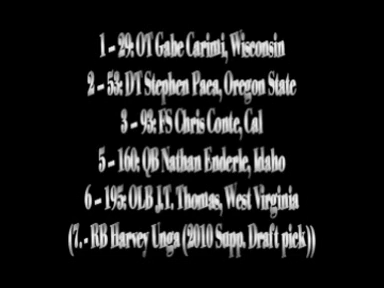 1 - 29: OT Gabe Carimi, Wisconsin
2 - 53: DT Stephen Paea, Oregon State
3 - 93: FS Chris Conte, Cal
5 - 160: QB Nathan Enderle, Idaho
6 - 195: OLB J.T. Thomas, West Virginia
(7. - RB Harvey Unga (2010 Supp. Draft pick))